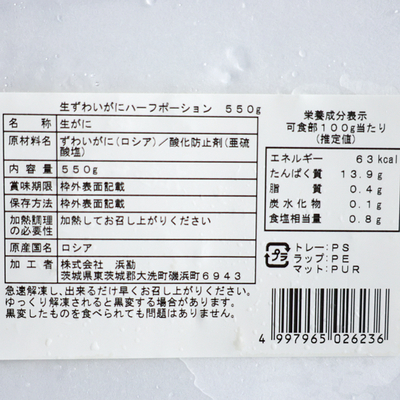 生ずわいがにハーフポーション 550g
名称 生がに
原材料名 ずわいがに(ロシア)/酸化防止剤(亜硫
酸塩)
内容量 550g
賞味期限 枠外表面記載
保存方法 枠外表面記載
加熱調理
の必要性 加熱してお召し上がりください
原産国名 ロシア
加工者 株式会社 浜勘
茨城県東茨城郡大洗町磯浜町6943
急速解凍し、出来るだけ早くお召し上がりください。
ゆっくり解凍されると黒変する場合があります。
黒変したものを食べられても問題はありません。
栄養成分表示
可食部100g当たり
(推定値)
エネルギー 63kcal
たんぱく質 13.9g
脂質 0.4g
炭水化物 0.1g
食塩相当量 0.8g
プラ
トレー:PS
ラップ:PE
マット:PUR
4 997965 026236